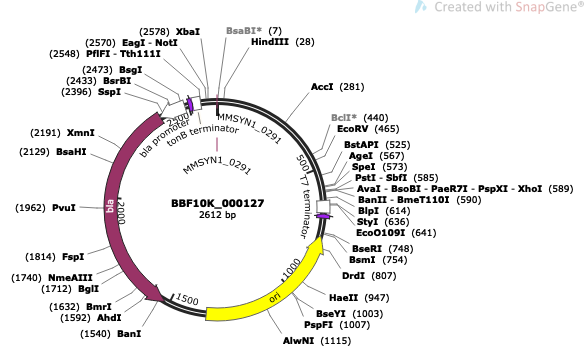 Created with SnapGene®
(2578) XbaI
BsaBI* (7)
(2570) EagI - NotI
HindIII (28)
(2548) PflFI - Tth111I
(2473) BsgI
(2433) BsrBI
(2396) SspI
AccI (281)
BclI* (440)
EcoRV (465)
(2191) XmnI
BstAPI (525)
(2129) BsaHI
AgeI (567)
SpeI (573)
PstI - SbfI (585)
AvaI - BsoBI - PaeR7I - PspXI - XhoI (589)
BanII - BmeT110I (590)
(1962) PvuI
BlpI (614)
StyI (636)
EcoO109I (641)
BseRI (748)
(1814) FspI
BsmI (754)
(1740) NmeAIII
DrdI (807)
(1712) BglI
HaeII (947)
(1632) BmrI
BseYI (1003)
(1592) AhdI
PspFI (1007)
(1540) BanI
AlwNI (1115)
2500
bla promoter
tonB terminator
MMSYN1_0291
MMSYN1_0291
500
T7 terminator
bla
2000
BBF10K_000127
2612 bp
1000
1500
ori